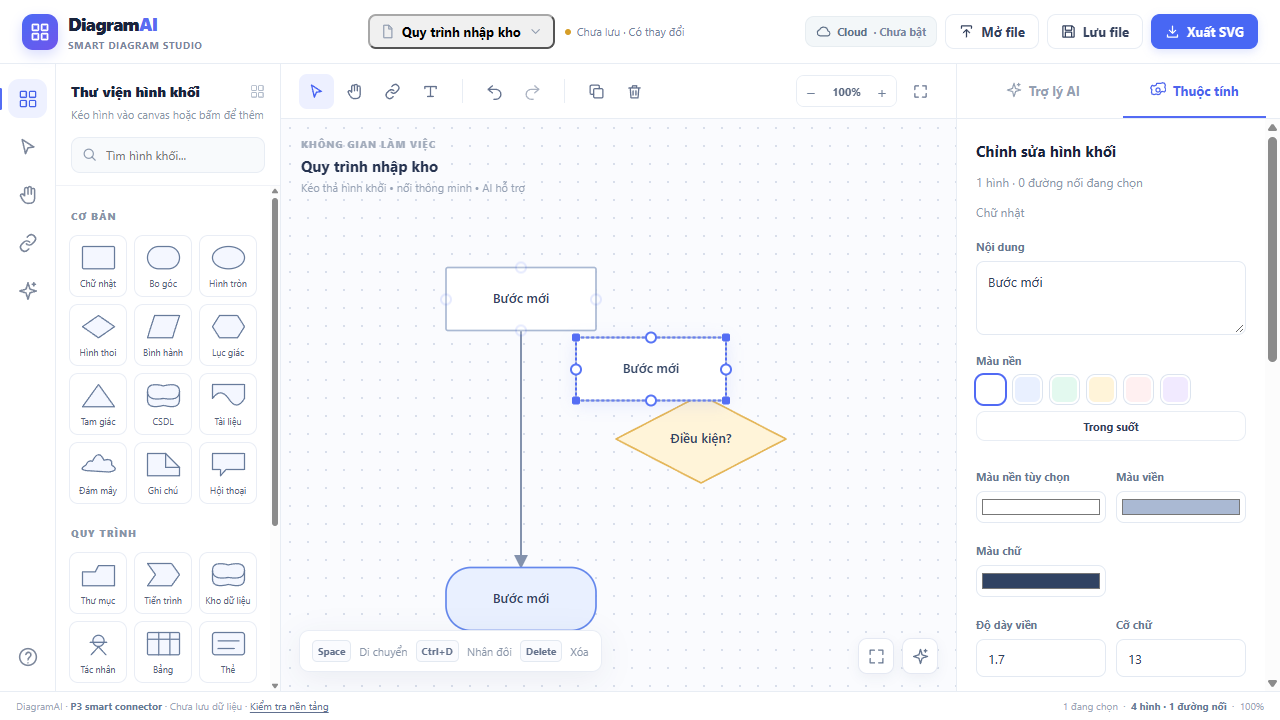 DiagramAI
SMART DIAGRAM STUDIO
Quy trình nhập kho
Chưa lưu · Có thay đổi
Cloud · Chưa bật
Mở file
Lưu file
Xuất SVG
Thư viện hình khối
Kéo hình vào canvas hoặc bấm để thêm
Tìm hình khối...
CƠ BẢN
Chữ nhật
Bo góc
Hình tròn
Hình thoi
Bình hành
Lục giác
Tam giác
CSDL
Tài liệu
Đám mây
Ghi chú
Hội thoại
QUY TRÌNH
Thư mục
Tiến trình
Kho dữ liệu
Tác nhân
Bảng
Thẻ
100%
KHÔNG GIAN LÀM VIỆC
Quy trình nhập kho
Kéo thả hình khối • nối thông minh • AI hỗ trợ
Bước mới
Bước mới
Điều kiện?
Bước mới
Space Di chuyển Ctrl+D Nhân đôi Delete Xóa
Trợ lý AI
Thuộc tính
Chỉnh sửa hình khối
1 hình · 0 đường nối đang chọn
Chữ nhật
Nội dung
Bước mới
Màu nền
Trong suốt
Màu nền tùy chọn
Màu viền
Màu chữ
Độ dày viền
Cỡ chữ
1.7
13
DiagramAI · P3 smart connector · Chưa lưu dữ liệu · Kiểm tra nền tảng
1 đang chọn · 4 hình • 1 đường nối · 100%